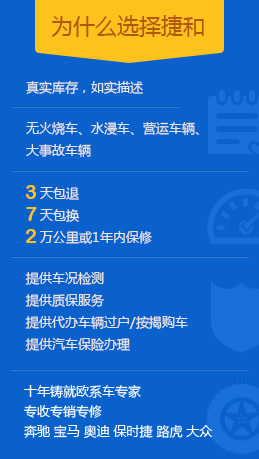 为什么选择捷和
真实库存，如实描述
无火烧车、水浸车、营运车辆、
大事故车辆
3 天包退
7 天包换
2 万公里或1年内保修
提供车况检测
提供质保服务
提供代办车辆过户/按揭购车
提供汽车保险办理
十年铸就欧系车专家
专收专销专修
奔驰 宝马 奥迪 保时捷 路虎 大众